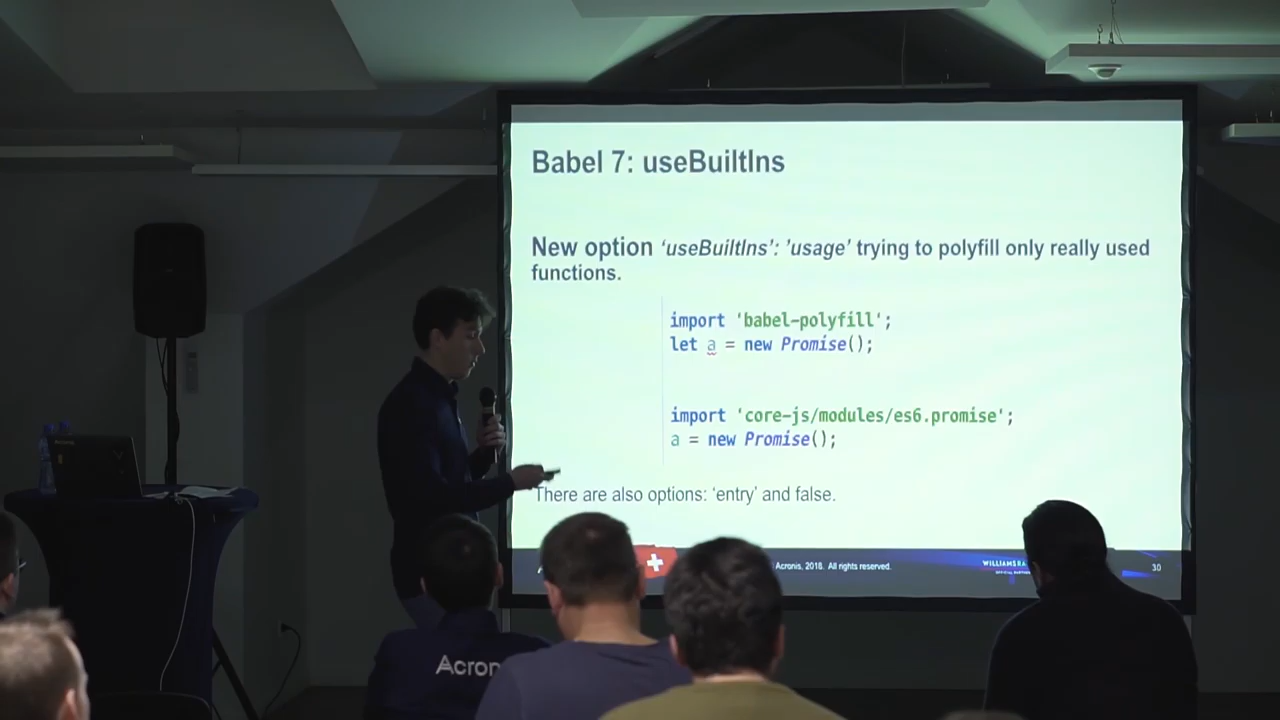 Babel 7: useBuiltIns
New option ‘useBuiltIns’: ’usage’ trying to polyfill only really used
functions.
import 'babel-polyfill';
let a = new Promise();
import 'core-js/modules/es6.promise';
a = new Promise();
There are also options: ‘entry’ and false.
Acronis, 2018. All rights reserved.
30